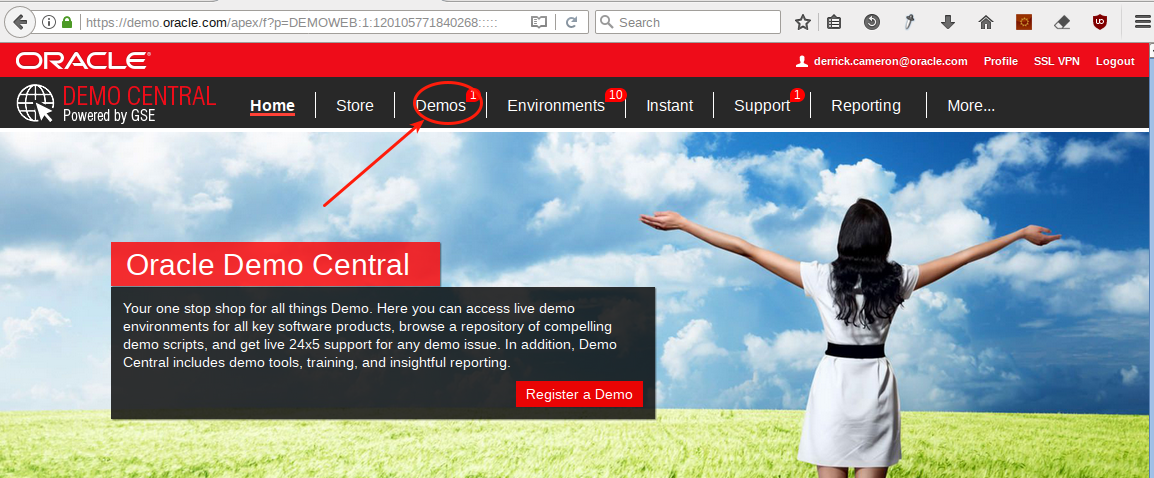 https://demo.oracle.com/apex/f?p=DEMOWEB:1:120105771840268:::::
Search
ORACLE
derrick.cameron@oracle.com Profile SSL VPN Logout
DEMO CENTRAL
Powered by GSE
Home Store Demos 1 Environments 10 Instant Support 1 Reporting More...
Oracle Demo Central
Your one stop shop for all things Demo. Here you can access live demo
environments for all key software products, browse a repository of compelling
demo scripts, and get live 24x5 support for any demo issue. In addition, Demo
Central includes demo tools, training, and insightful reporting.
Register a Demo